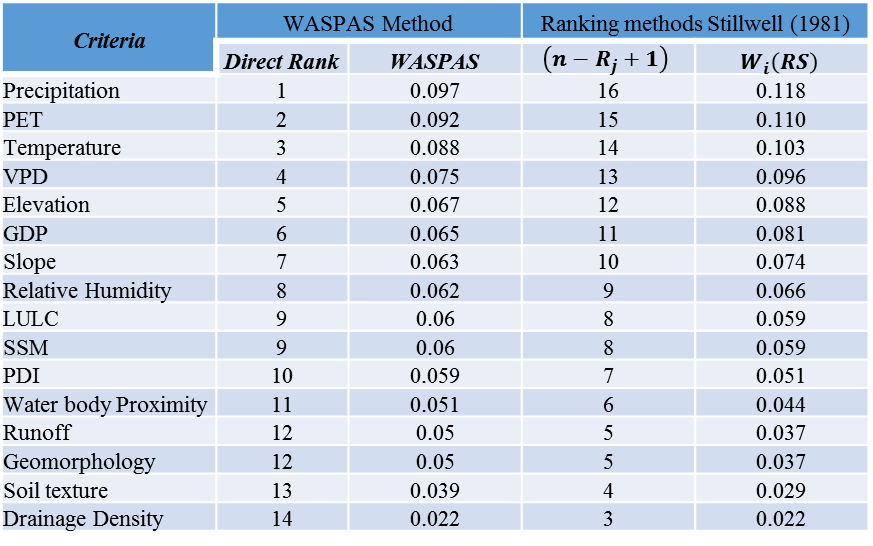 Criteria WASPAS Method Ranking methods Stillwell (1981)
Direct Rank WASPAS (n − Rj + 1) Wi(RS)
Precipitation 1 0.097 16 0.118
PET 2 0.092 15 0.110
Temperature 3 0.088 14 0.103
VPD 4 0.075 13 0.096
Elevation 5 0.067 12 0.088
GDP 6 0.065 11 0.081
Slope 7 0.063 10 0.074
Relative Humidity 8 0.062 9 0.066
LULC 9 0.06 8 0.059
SSM 9 0.06 8 0.059
PDI 10 0.059 7 0.051
Water body Proximity 11 0.051 6 0.044
Runoff 12 0.05 5 0.037
Geomorphology 12 0.05 5 0.037
Soil texture 13 0.039 4 0.029
Drainage Density 14 0.022 3 0.022